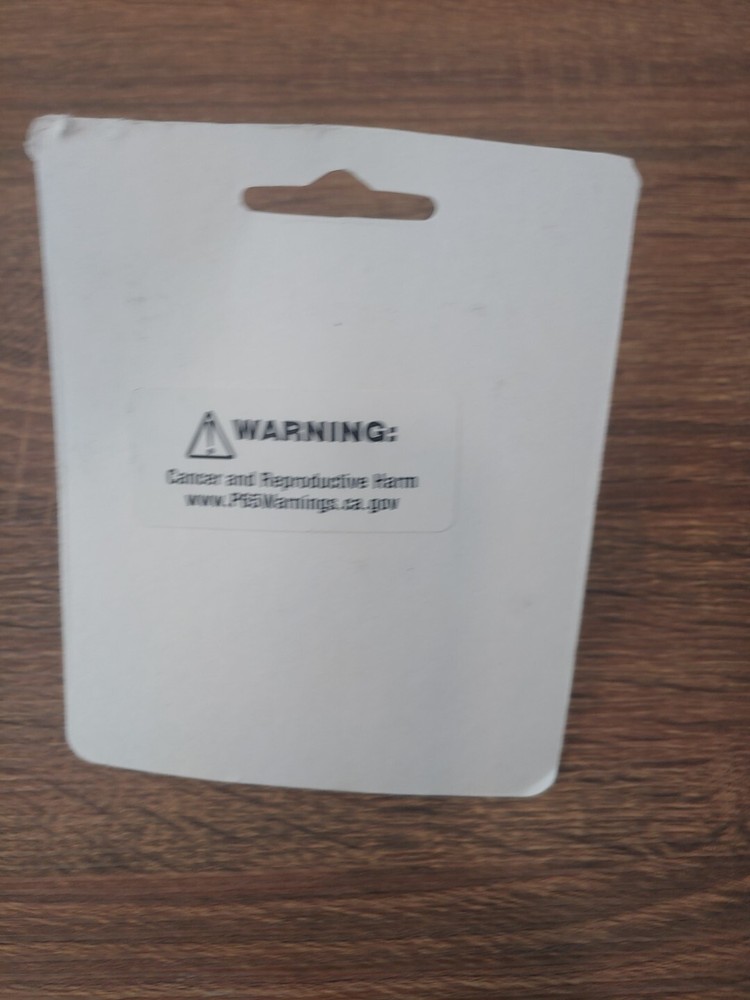 WARNING:
Cancer and Reproductive Harm
www.P65Warnings.ca.gov